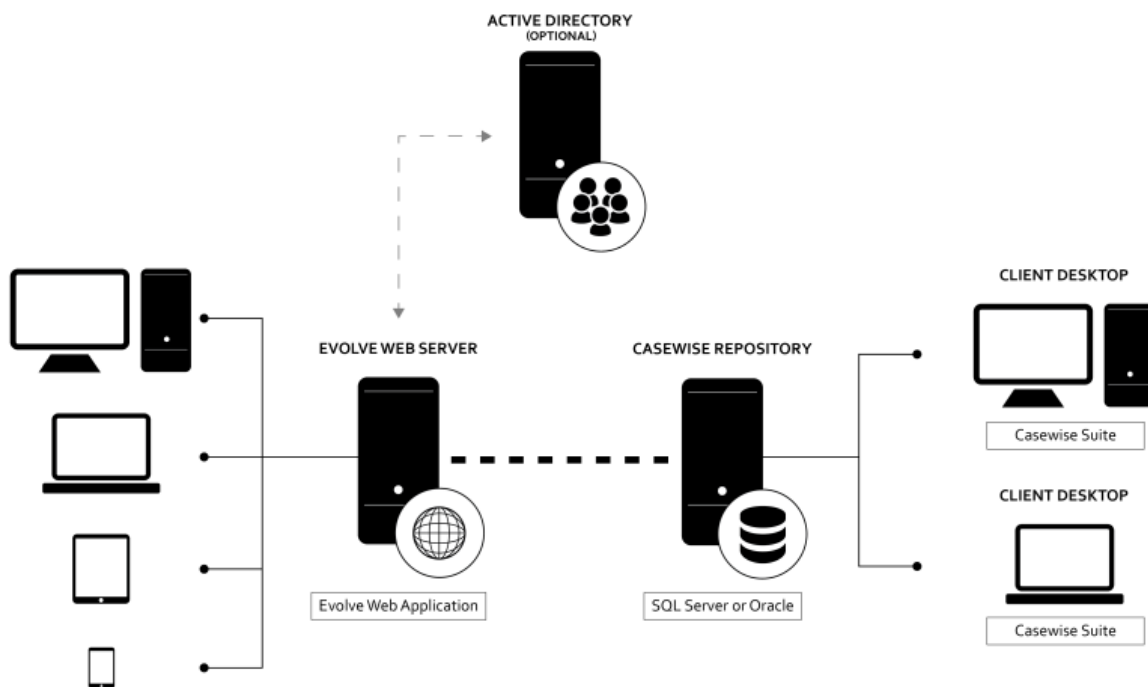 ACTIVE DIRECTORY
(OPTIONAL)
CLIENT DESKTOP
EVOLVE WEB SERVER
CASEWISE REPOSITORY
Casewise Suite
CLIENT DESKTOP
Evolve Web Application
SQL Server or Oracle
Casewise Suite